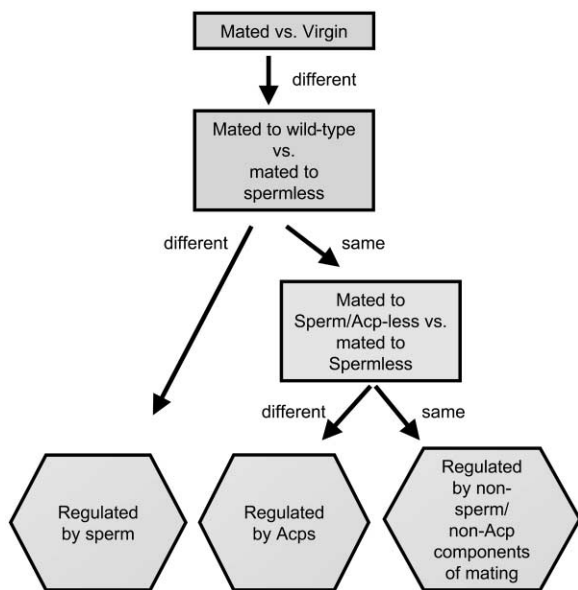 Mated vs. Virgin
different
Mated to wild-type
vs.
mated to
spermless
different
same
Mated to
Sperm/Acp-less vs.
mated to
Spermless
different
same
Regulated
by sperm
Regulated
by Acps
Regulated
by non-
sperm/
non-Acp
components
of mating